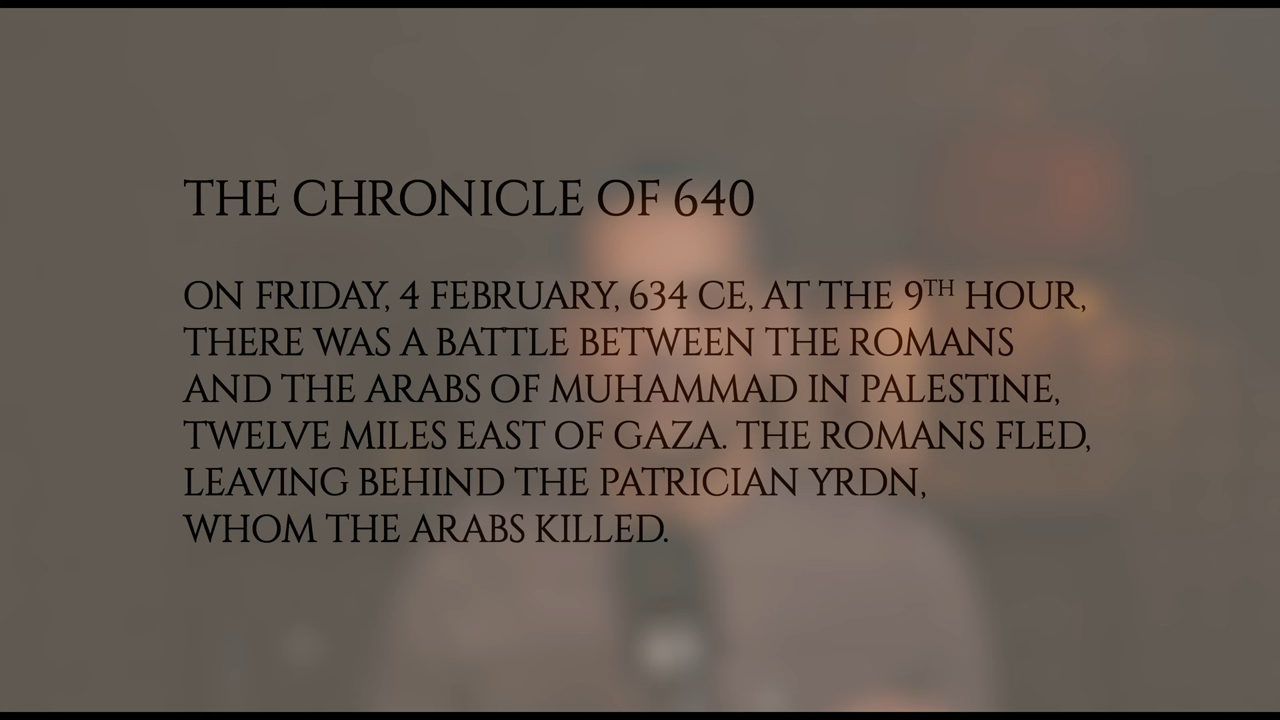 THE CHRONICLE OF 640
ON FRIDAY, 4 FEBRUARY, 634 CE, AT THE 9TH HOUR,
THERE WAS A BATTLE BETWEEN THE ROMANS
AND THE ARABS OF MUHAMMAD IN PALESTINE,
TWELVE MILES EAST OF GAZA. THE ROMANS FLED,
LEAVING BEHIND THE PATRICIAN YRDN,
WHOM THE ARABS KILLED.